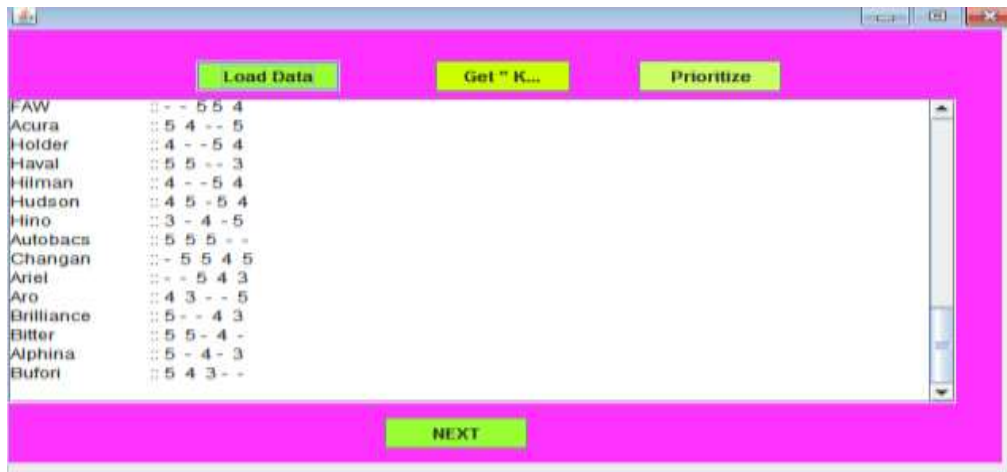 Load Data Get " K... Prioritize
FAW :: - - 5 5 4
Acura :: 5 4 - - 5
Holder :: 4 - - 5 4
Haval :: 5 5 - - 3
Hilman :: 4 - - 5 4
Hudson :: 4 5 - 5 4
Hino :: 3 - 4 - 5
Autobacs :: 5 5 5 - -
Changan :: - 5 5 4 5
Ariel :: - - 5 4 3
Aro :: 4 3 - - 5
Brilliance :: 5 - - 4 3
Bitter :: 5 5 - 4 -
Alphina :: 5 - 4 - 3
Bufori :: 5 4 3 - -
NEXT